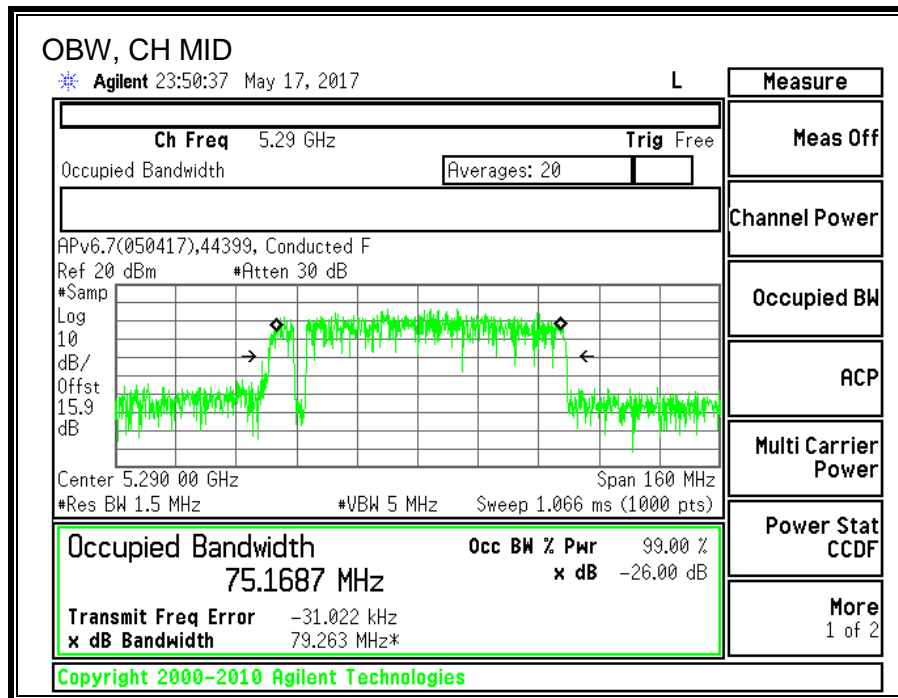 OBW, CH MID
Agilent 23:50:37 May 17, 2017 L Measure
Ch Freq 5.29 GHz Trig Free
Meas Off
Occupied Bandwidth Averages: 20
Channel Power
APv6.7(050417),44399, Conducted F
Ref 20 dBm #Atten 30 dB
#Samp
Log
10
dB/
Offst
15.9
dB
Occupied BW
ACP
Center 5.290 00 GHz Span 160 MHz
#Res BW 1.5 MHz #VBW 5 MHz Sweep 1.066 ms (1000 pts)
Multi Carrier
Power
Occupied Bandwidth Occ BW % Pwr 99.00 %
75.1687 MHz x dB -26.00 dB
Power Stat
CCDF
Transmit Freq Error -31.022 kHz
x dB Bandwidth 79.263 MHz*
More
1 of 2
Copyright 2000-2010 Agilent Technologies